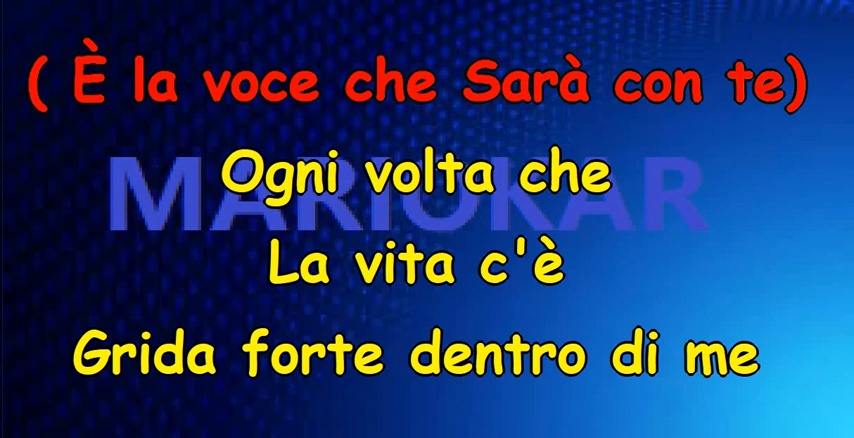 ( È la voce che Sarà con te)
MARIOKAR
Ogni volta che
La vita c'è
Grida forte dentro di me